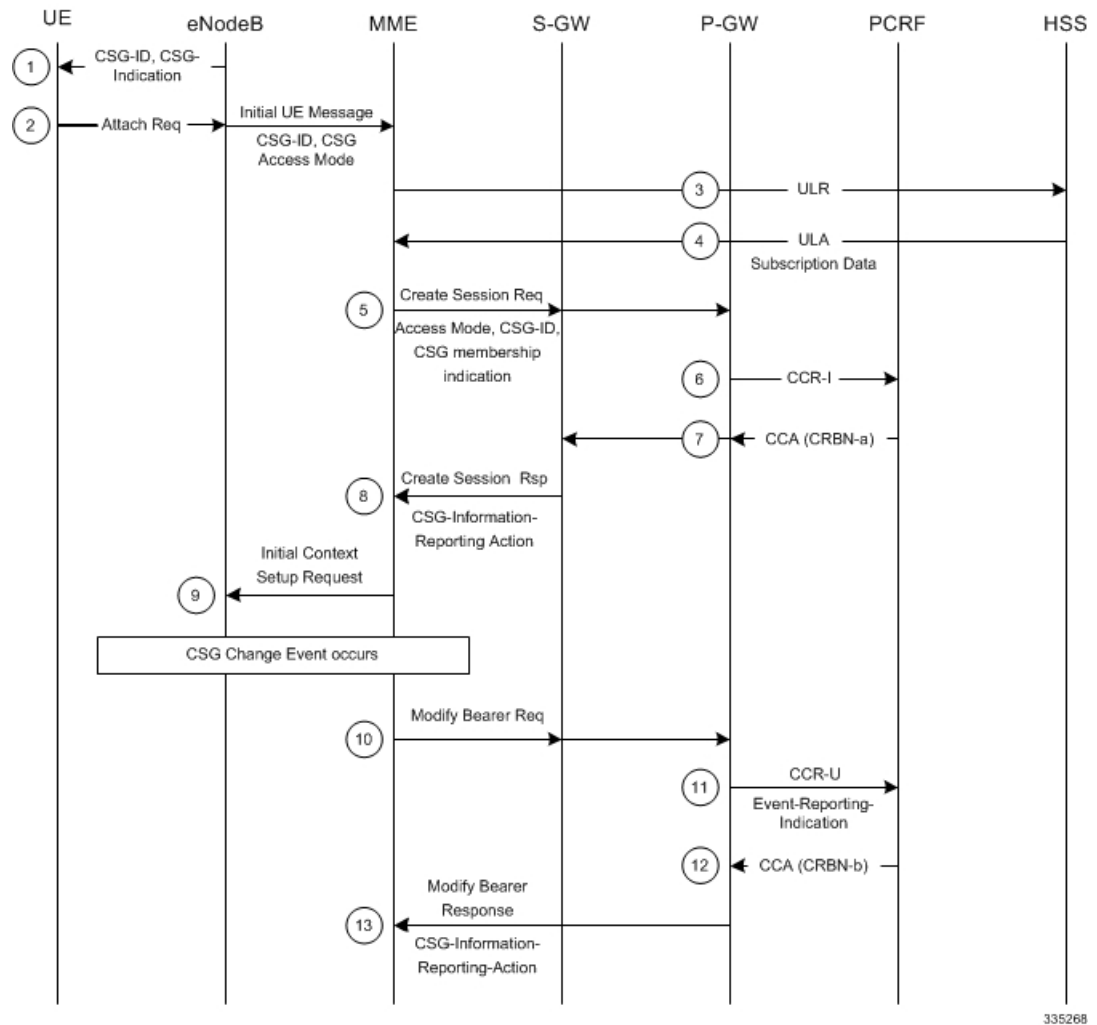 UE
eNodeB
MME
S-GW
P-GW
PCRF
HSS
1
CSG-ID, CSG-
Indication
2
Attach Req
Initial UE Message
CSG-ID, CSG
Access Mode
3
ULR
4
ULA
Subscription Data
5
Create Session Req
Access Mode, CSG-ID,
CSG membership
indication
6
CCR-I
7
CCA (CRBN-a)
8
Create Session Rsp
CSG-Information-
Reporting Action
9
Initial Context
Setup Request
CSG Change Event occurs
10
Modify Bearer Req
11
CCR-U
Event-Reporting-
Indication
12
CCA (CRBN-b)
13
Modify Bearer
Response
CSG-Information-
Reporting-Action
335268